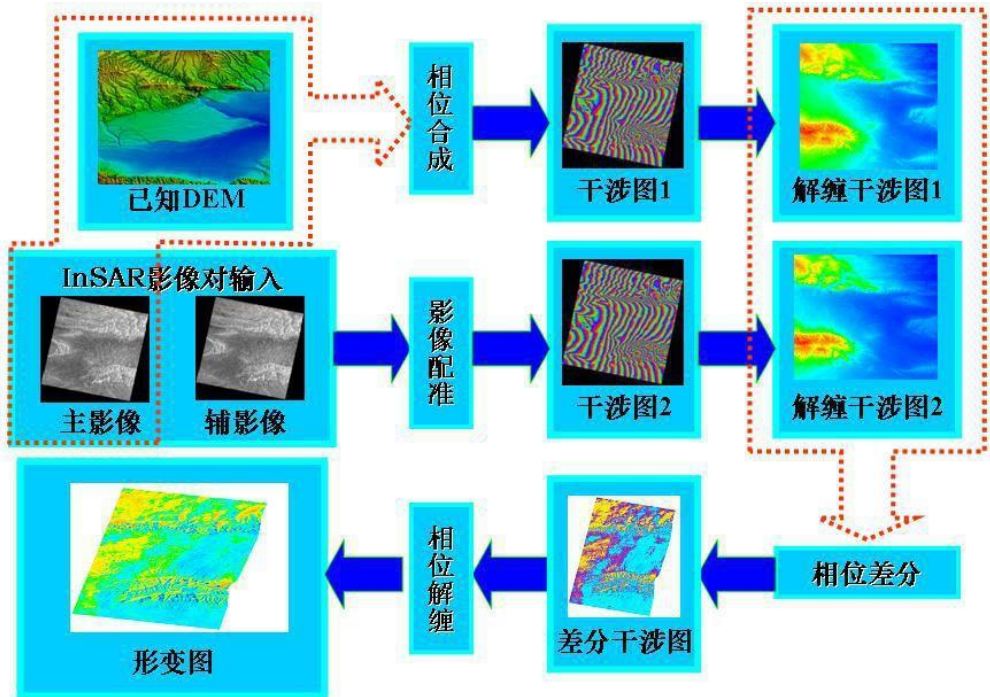 已知DEM
相位合成
干涉图1
解缠干涉图1
InSAR影像对输入
主影像
辅影像
影像配准
干涉图2
解缠干涉图2
形变图
相位解缠
差分干涉图
相位差分